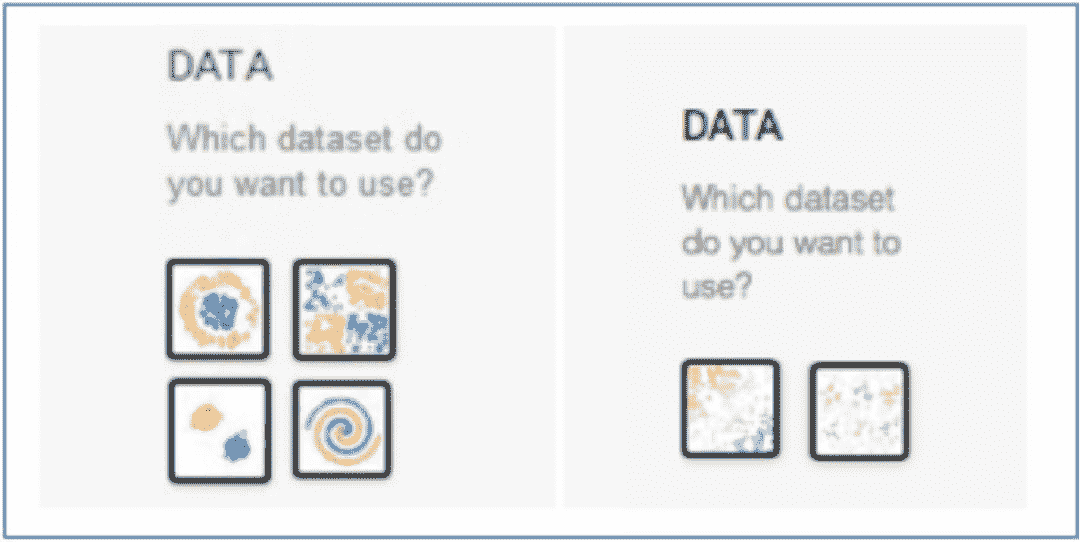 DATA
Which dataset do
you want to use?
DATA
Which dataset
do you want to
use?